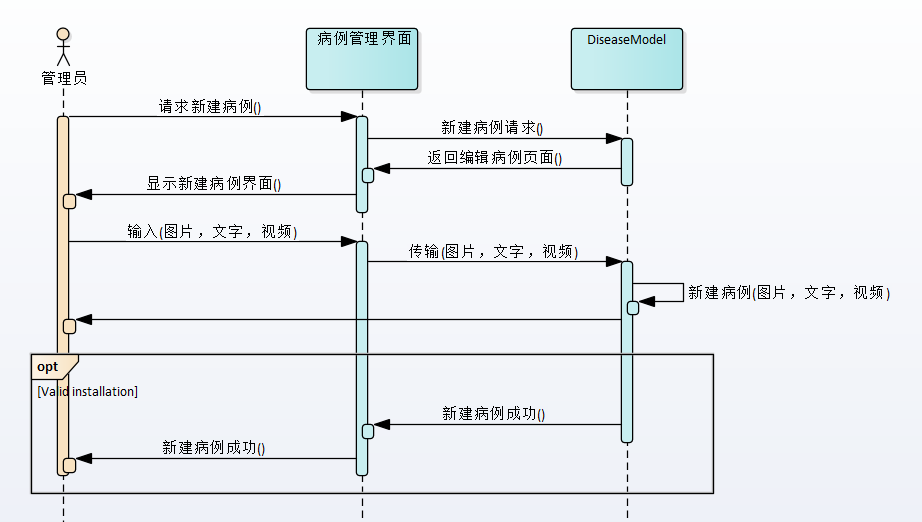 病例管理界面
DiseaseModel
管理员
请求新建病例()
新建病例请求()
返回编辑病例页面()
显示新建病例界面()
输入(图片，文字，视频)
传输(图片，文字，视频)
新建病例(图片，文字，视频)
opt
[Valid installation]
新建病例成功()
新建病例成功()